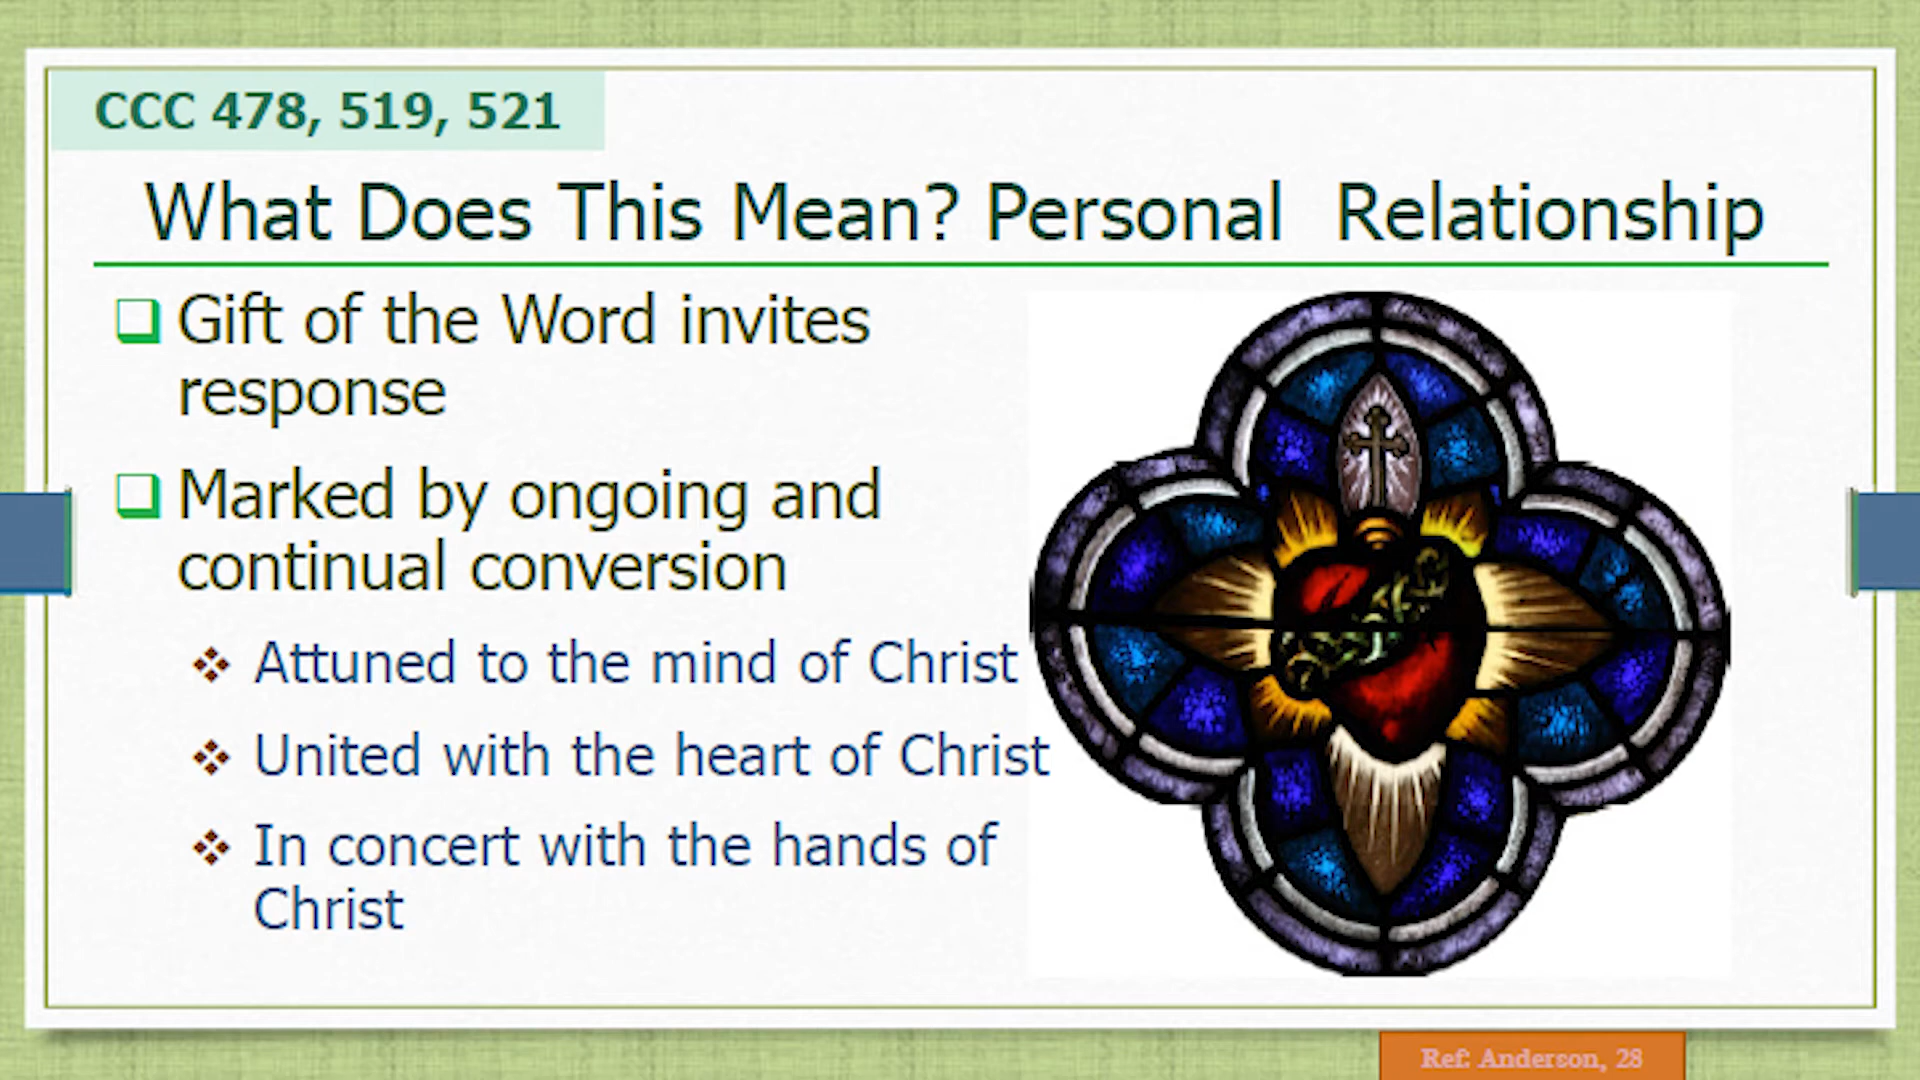 CCC 478, 519, 521
What Does This Mean? Personal Relationship
Gift of the Word invites
response
Marked by ongoing and
continual conversion
Attuned to the mind of Christ
United with the heart of Christ
In concert with the hands of
Christ
Ref: Anderson, 28